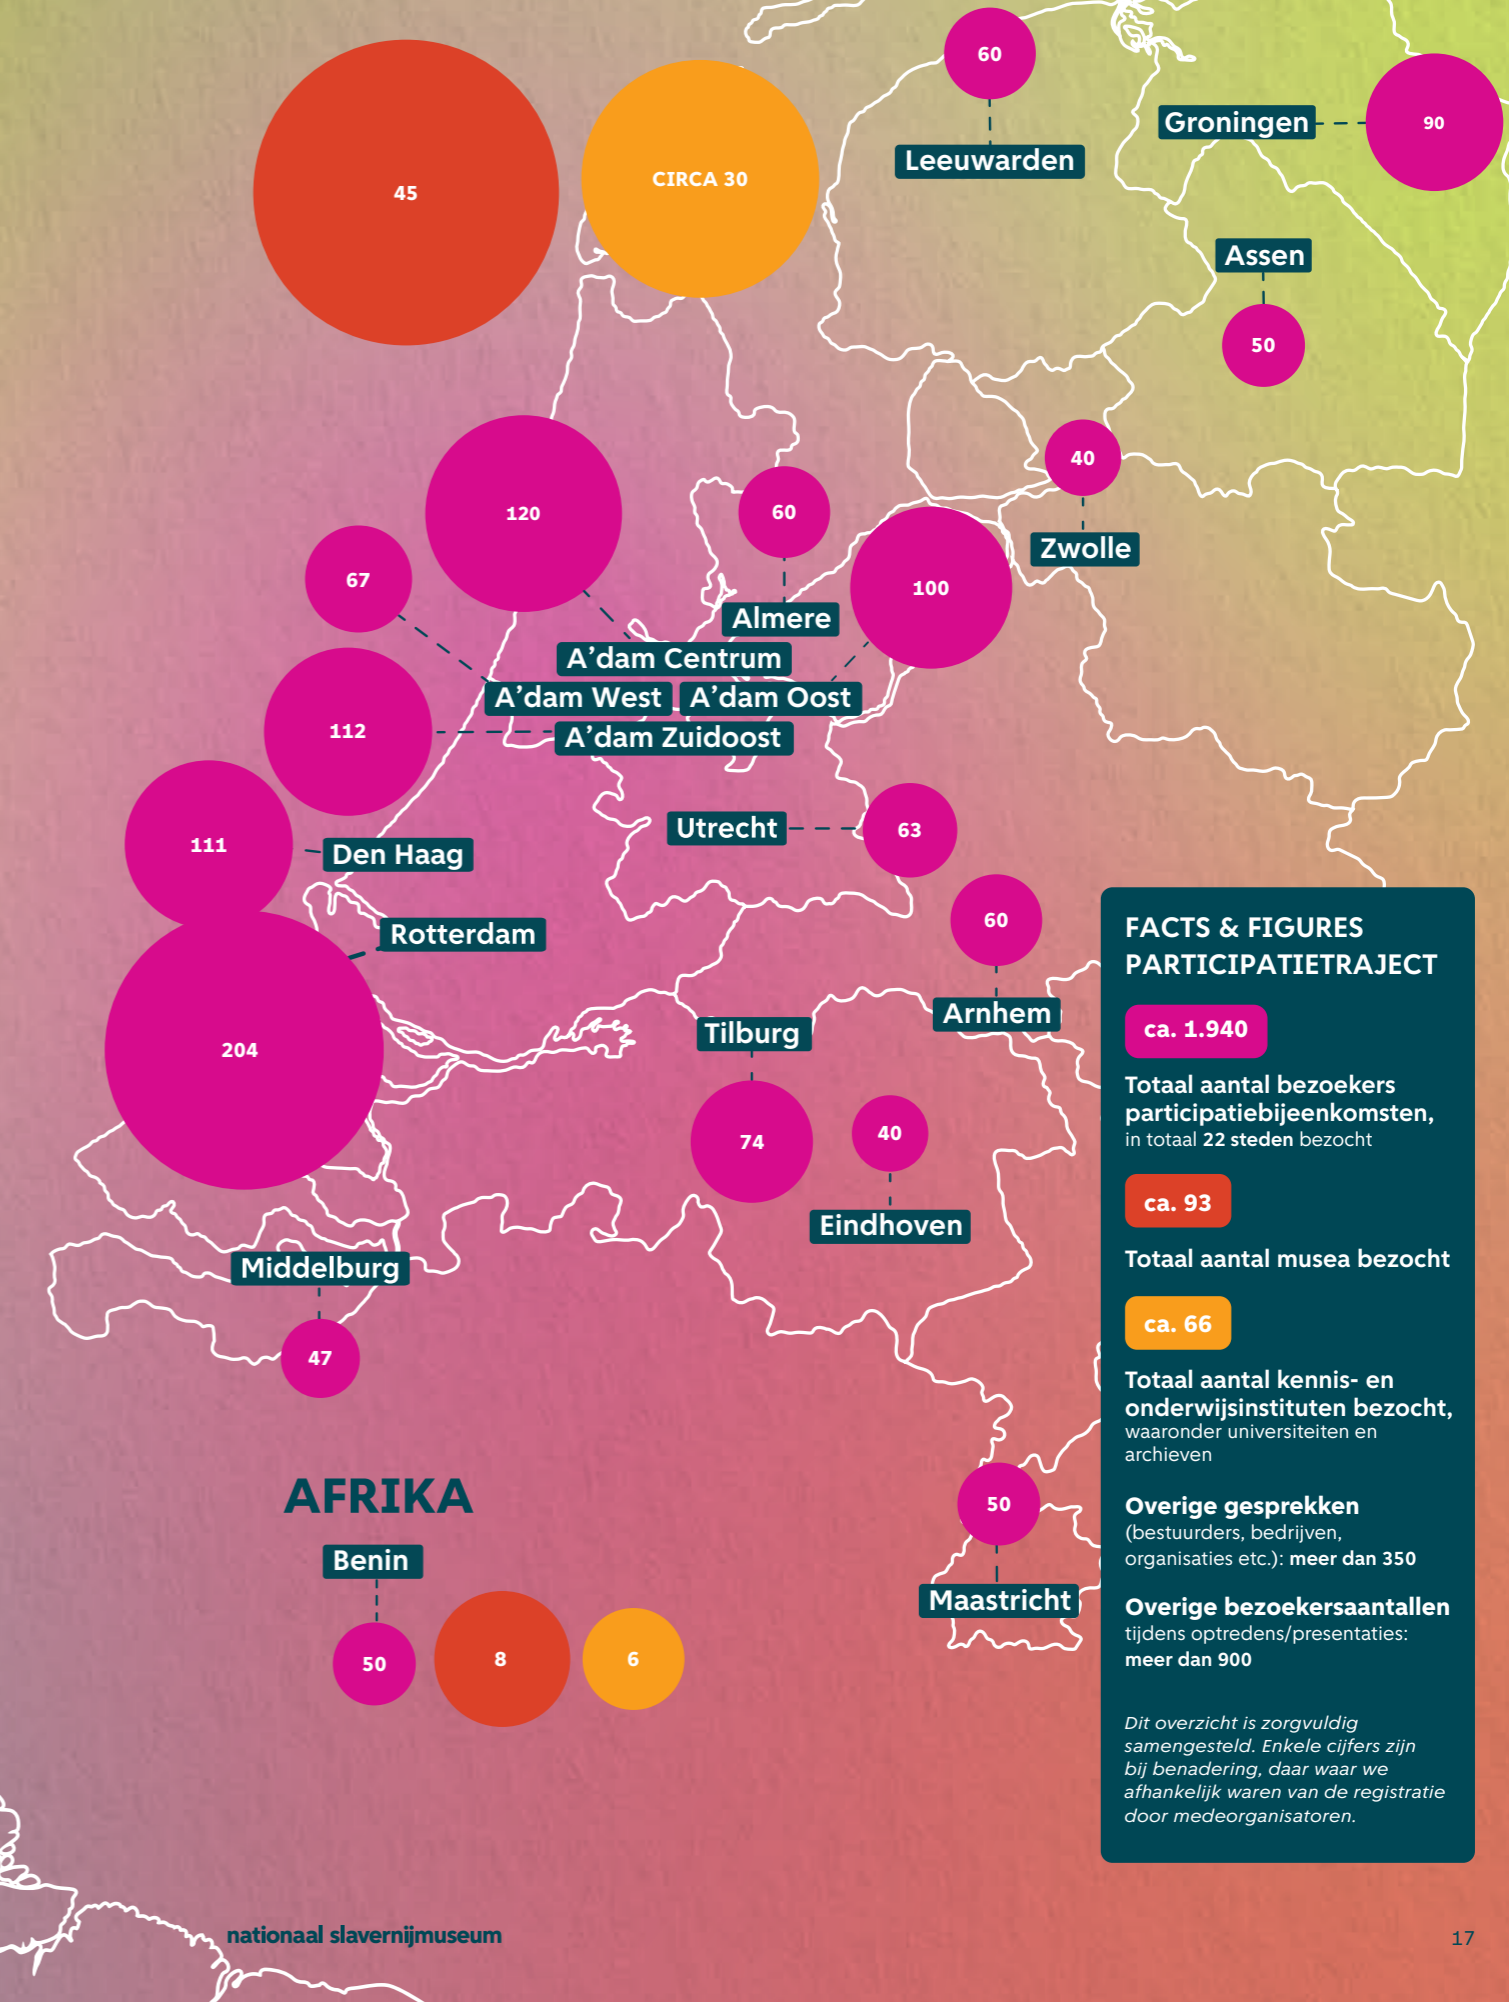 60
Leeuwarden
Groningen
90
45
CIRCA 30
Assen
50
40
Zwolle
120
60
Almere
67
100
A'dam Centrum
A'dam West
A'dam Oost
112
A'dam Zuidoost
111
Den Haag
Utrecht
63
Rotterdam
204
60
Arnhem
Tilburg
74
40
Eindhoven
Middelburg
47
50
Maastricht
AFRIKA
Benin
50
8
6
FACTS & FIGURES
PARTICIPATIETRAJECT
ca. 1.940
Totaal aantal bezoekers
participatiebijeenkomsten,
in totaal 22 steden bezocht
ca. 93
Totaal aantal musea bezocht
ca. 66
Totaal aantal kennis- en
onderwijsinstituten bezocht,
waaronder universiteiten en
archieven
Overige gesprekken
(bestuurders, bedrijven,
organisaties etc.): meer dan 350
Overige bezoekersaantallen
tijdens optredens/presentaties:
meer dan 900
Dit overzicht is zorgvuldig
samengesteld. Enkele cijfers zijn
bij benadering, daar waar we
afhankelijk waren van de registratie
door medeorganisatoren.
nationaal slavernijmuseum
17